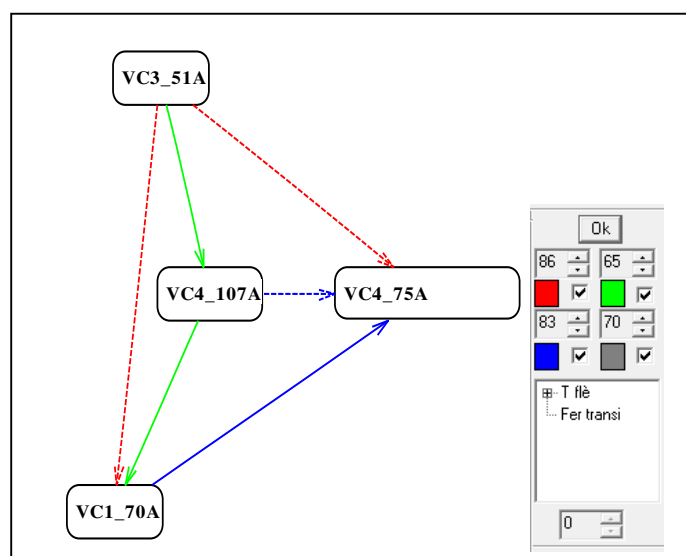 VC3_51A
VC4_107A
VC4_75A
VC1_70A
Ok
86 65
83 70
T flè
Fer transi
0